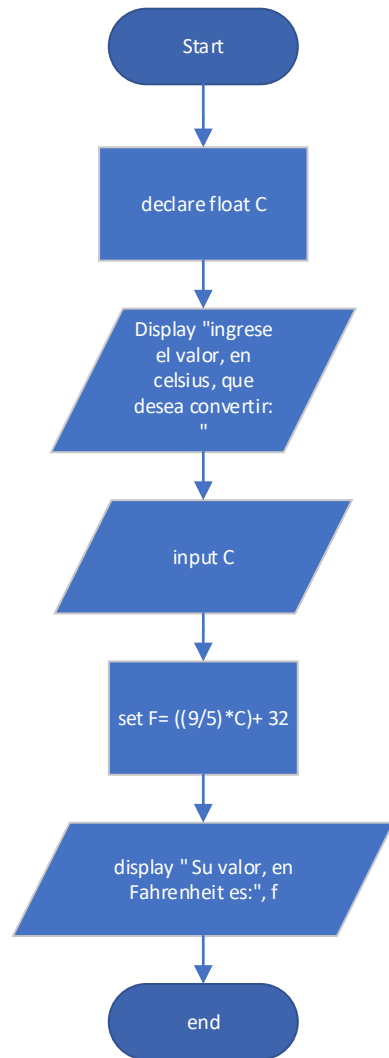 Start
declare float C
Display "ingrese
el valor, en
celsius, que
desea convertir:
"
input C
set F= ((9/5)*C)+ 32
display " Su valor, en
Fahrenheit es:", f
end